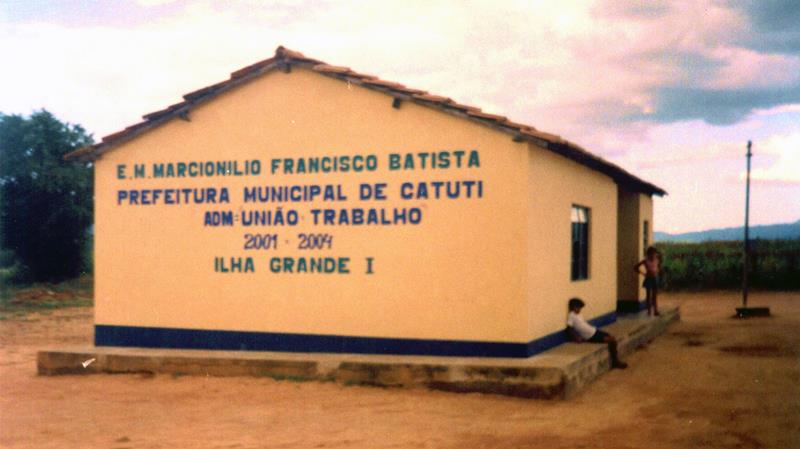 E.M. MARCIONILIO FRANCISCO BATISTA
PREFEITURA MUNICIPAL DE CATUTI
ADM: UNIÃO - TRABALHO
2001 - 2004
ILHA GRANDE I